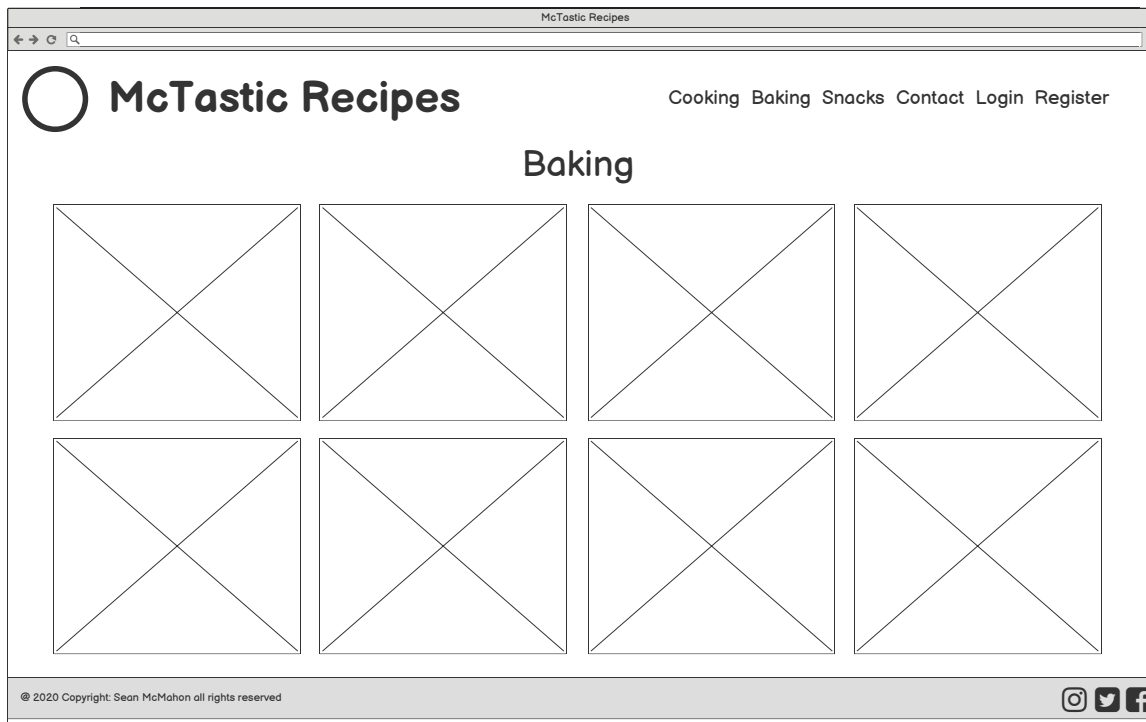 McTastic Recipes
McTastic Recipes
Cooking Baking Snacks Contact Login Register
Baking
@ 2020 Copyright: Sean McMahon all rights reserved